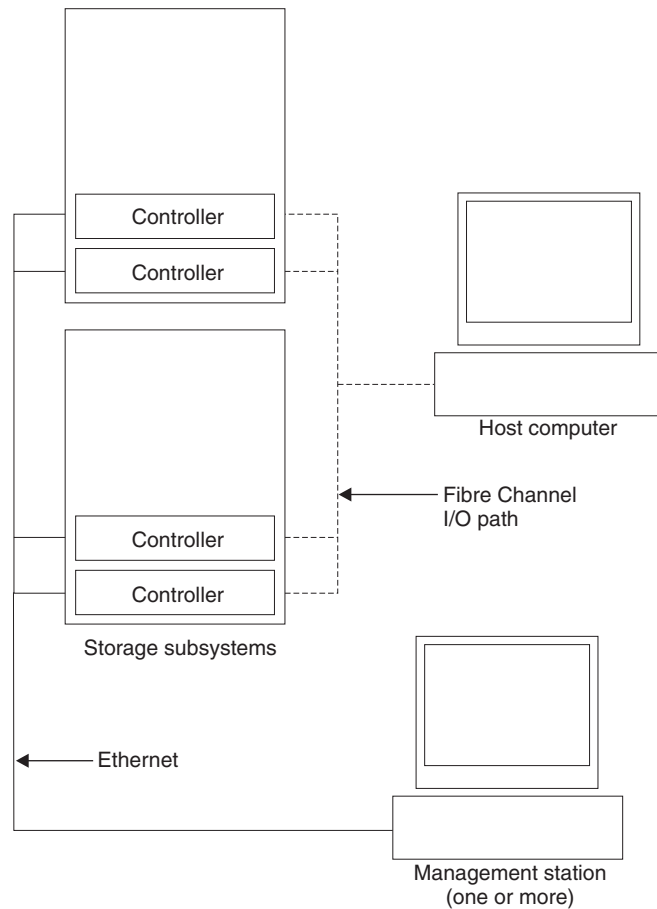 Controller
Controller
Host computer
Fibre Channel
I/O path
Controller
Controller
Storage subsystems
Ethernet
Management station
(one or more)